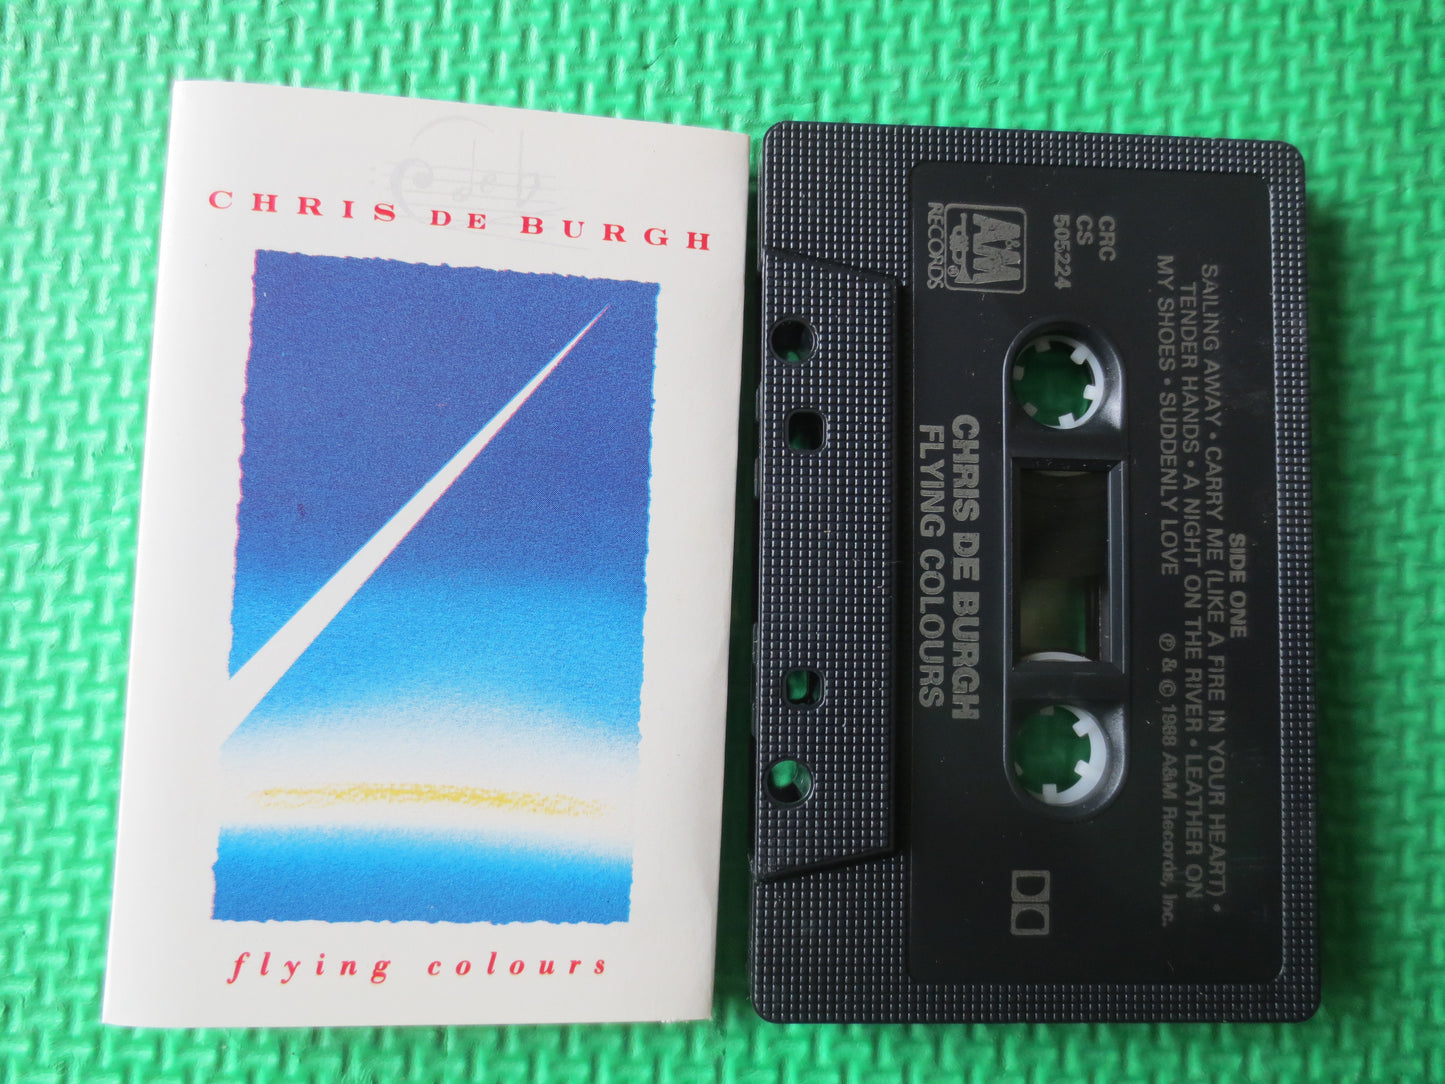 Cdeb
CHRIS DE BURGH
flying colours
A&M
®
RECORDS
CRC
CS
505224
CHRIS DE BURGH
FLYING COLOURS
SIDE ONE
SAILING AWAY • CARRY ME (LIKE A FIRE IN YOUR HEART) •
TENDER HANDS • A NIGHT ON THE RIVER • LEATHER ON
MY SHOES • SUDDENLY LOVE ℗ & © 1988 A&M Records, Inc.